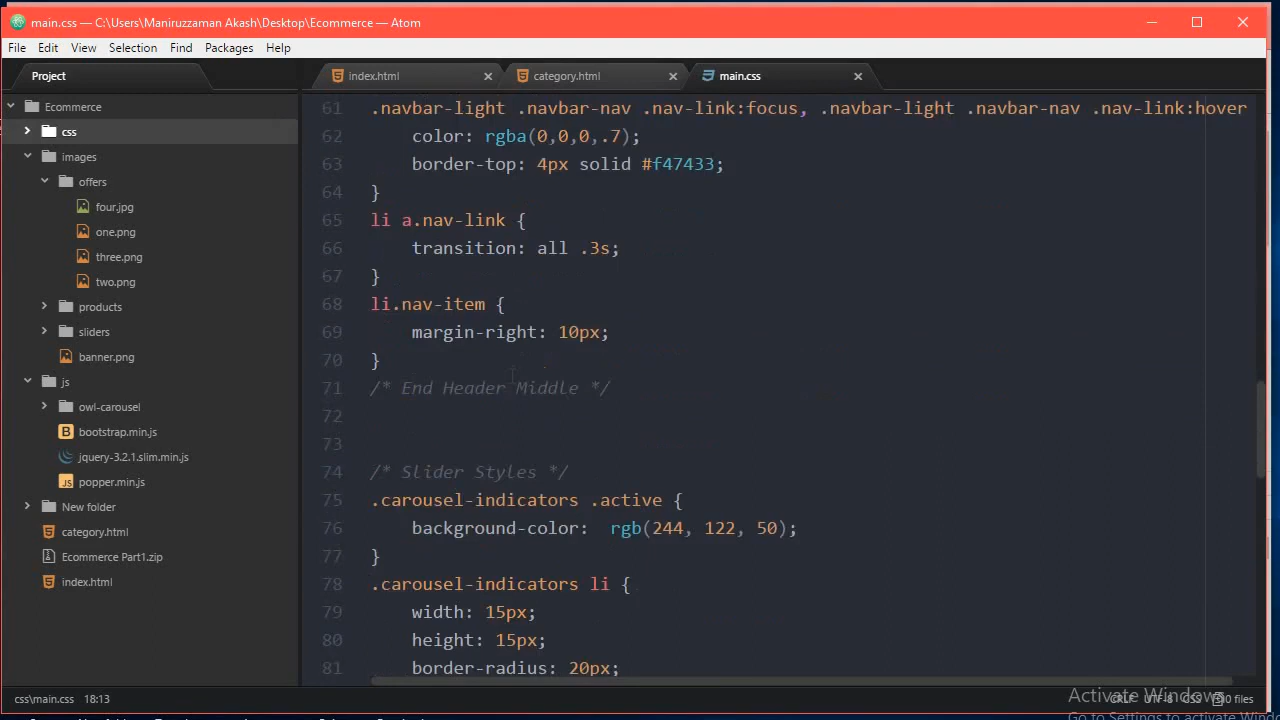 main.css — C:\Users\Maniruzzaman Akash\Desktop\Ecommerce — Atom
File Edit View Selection Find Packages Help
Project
index.html
category.html
main.css
Ecommerce
css
images
offers
four.jpg
one.png
three.png
two.png
products
sliders
banner.png
js
owl-carousel
bootstrap.min.js
jquery-3.2.1.slim.min.js
popper.min.js
New folder
category.html
Ecommerce Part1.zip
index.html
61 .navbar-light .navbar-nav .nav-link:focus, .navbar-light .navbar-nav .nav-link:hover
62 color: rgba(0,0,0,.7);
63 border-top: 4px solid #f47433;
64 }
65 li a.nav-link {
66 transition: all .3s;
67 }
68 li.nav-item {
69 margin-right: 10px;
70 }
71 /* End Header Middle */
72
73
74 /* Slider Styles */
75 .carousel-indicators .active {
76 background-color: rgb(244, 122, 50);
77 }
78 .carousel-indicators li {
79 width: 15px;
80 height: 15px;
81 border-radius: 20px;
css\main.css 18:13
CRLF UTF-8 CSS 0 files
Activate Windows
Go to Settings to activate Windows